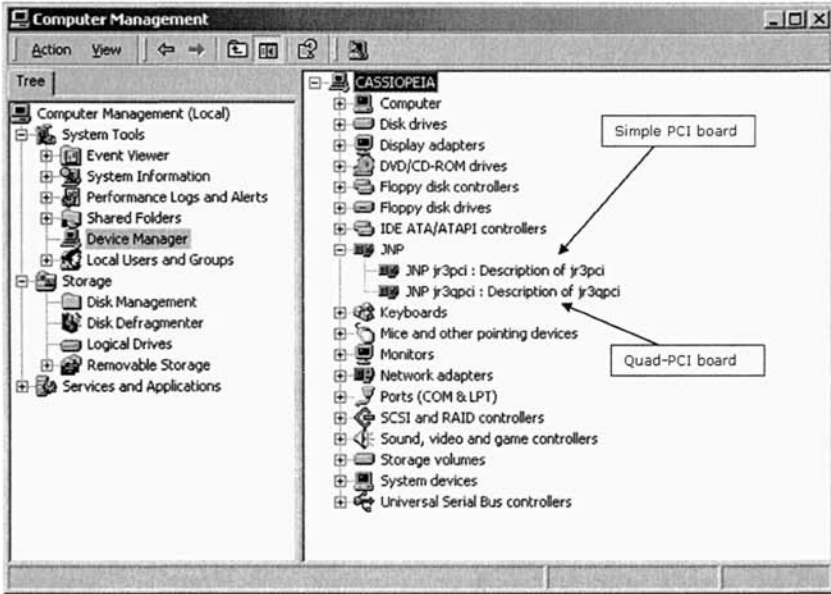 Computer Management
Action View
Tree
Computer Management (Local)
System Tools
Event Viewer
System Information
Performance Logs and Alerts
Shared Folders
Device Manager
Local Users and Groups
Storage
Disk Management
Disk Defragmenter
Logical Drives
Removable Storage
Services and Applications
CASSIOPEIA
Computer
Disk drives
Display adapters
DVD/CD-ROM drives
Floppy disk controllers
Floppy disk drives
IDE ATA/ATAPI controllers
JNP
JNP jr3pci : Description of jr3pci
JNP jr3qpci : Description of jr3qpci
Keyboards
Mice and other pointing devices
Monitors
Network adapters
Ports (COM & LPT)
SCSI and RAID controllers
Sound, video and game controllers
Storage volumes
System devices
Universal Serial Bus controllers
Simple PCI board
Quad-PCI board